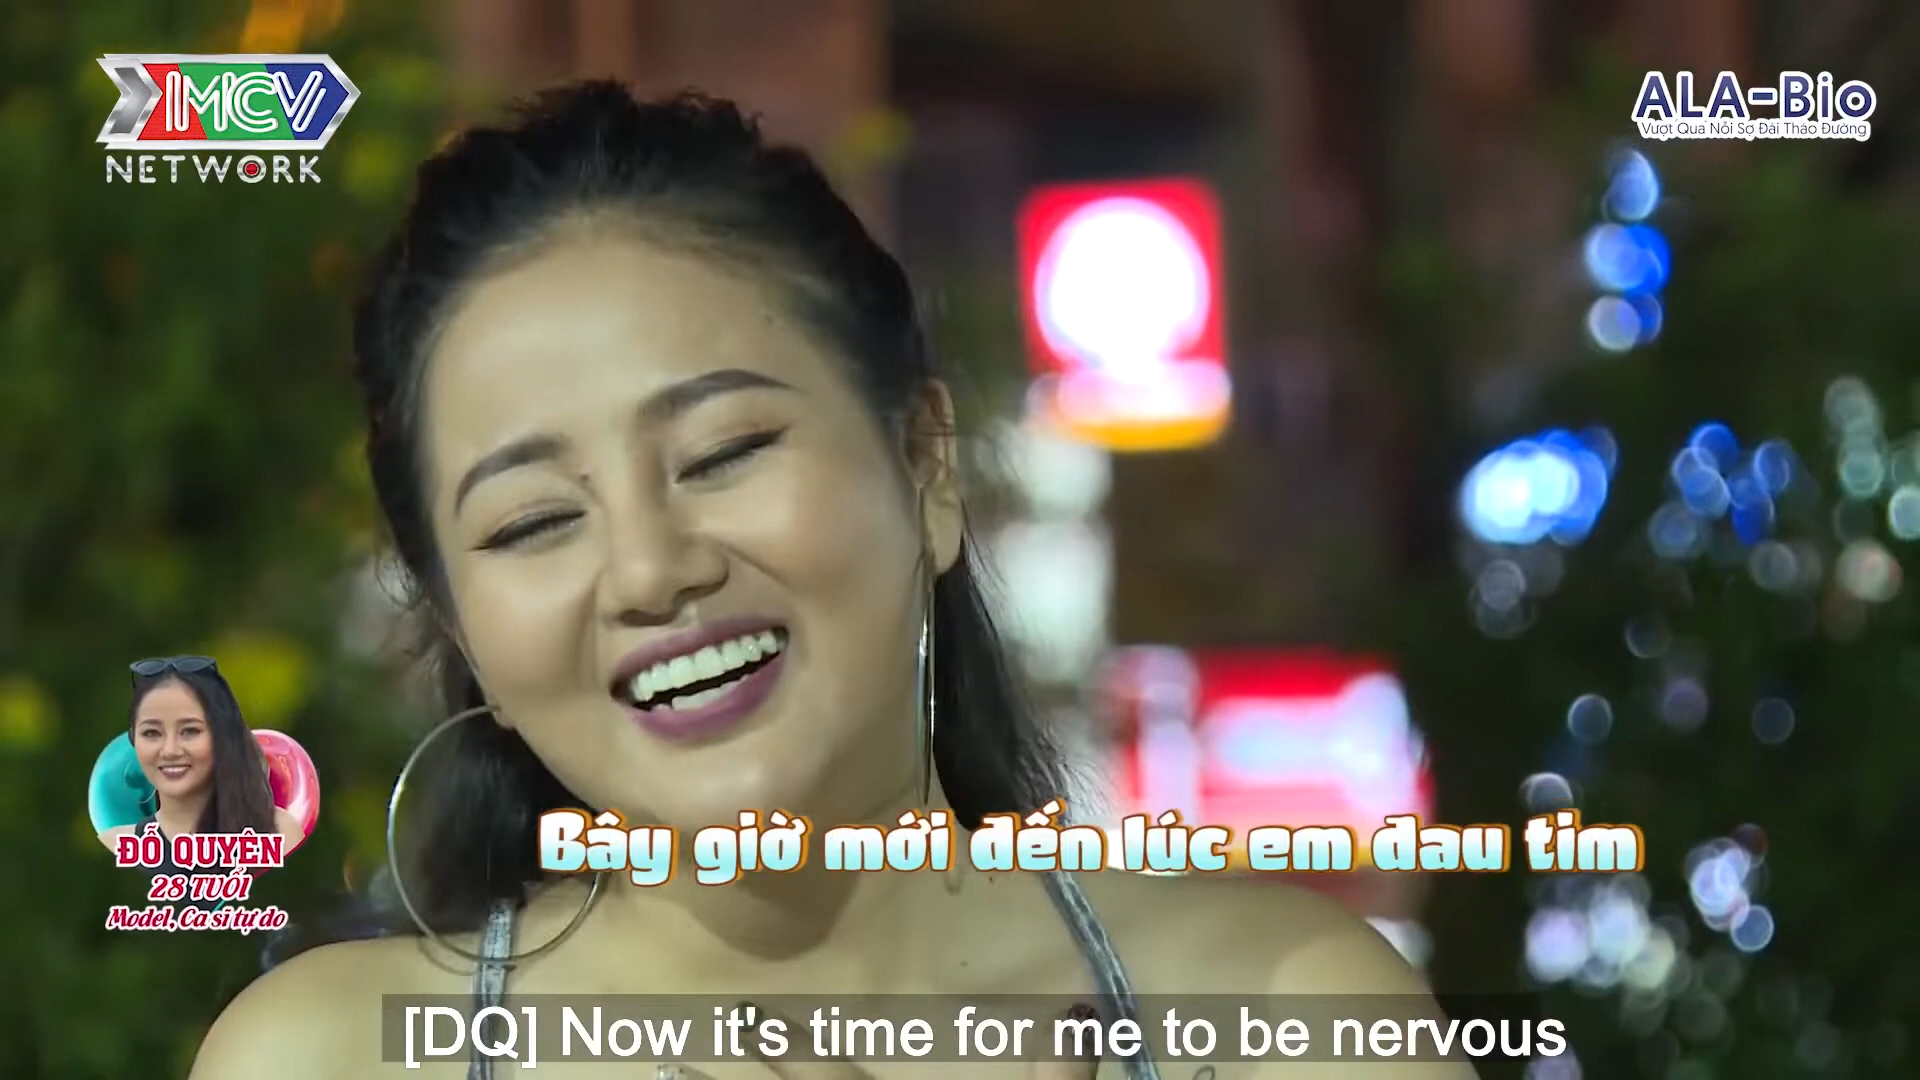 MCV
NETWORK
ALA-Bio
Vượt Qua Nỗi Sợ Đái Tháo Đường
Bây giờ mới đến lúc em đau tim
ĐỖ QUYÊN
28 TUỔI
Model, Ca sĩ tự do
[DQ] Now it's time for me to be nervous